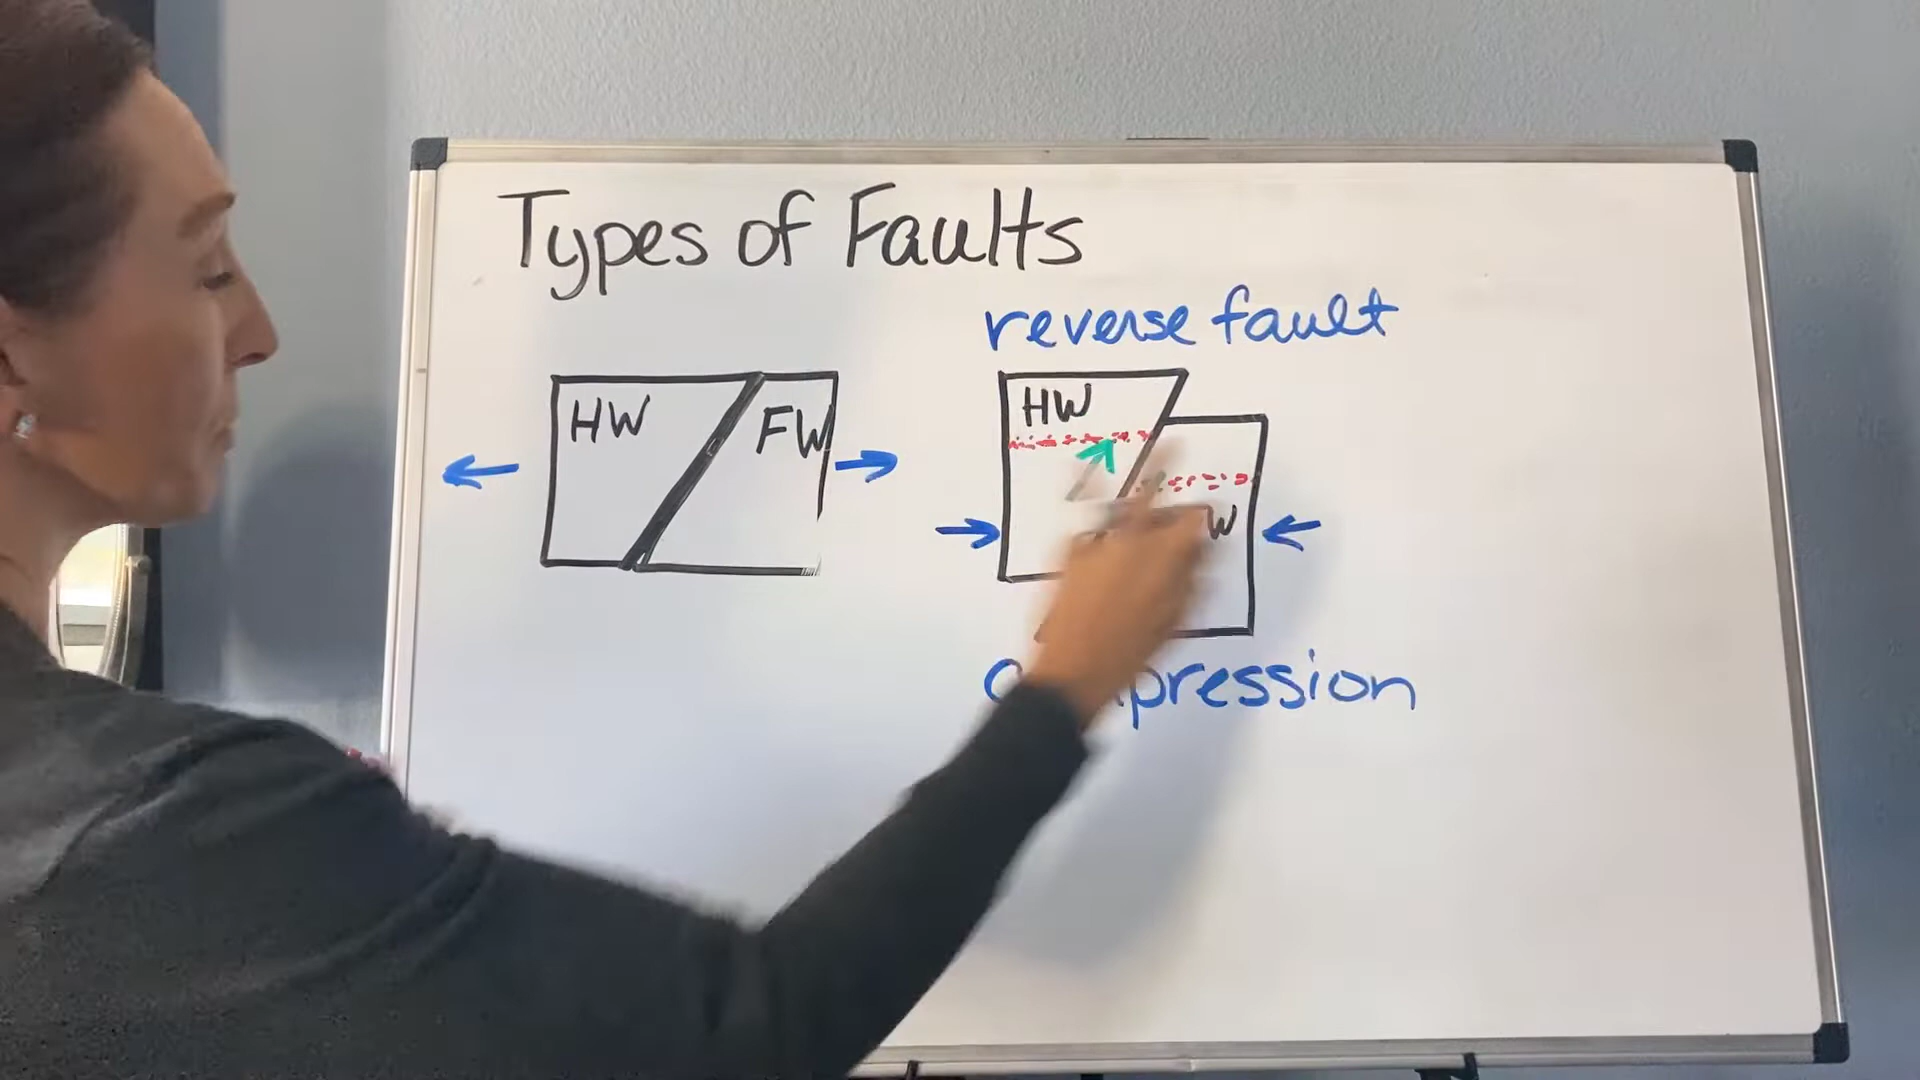 Types of Faults
reverse fault
HW FW
HW
W
pression